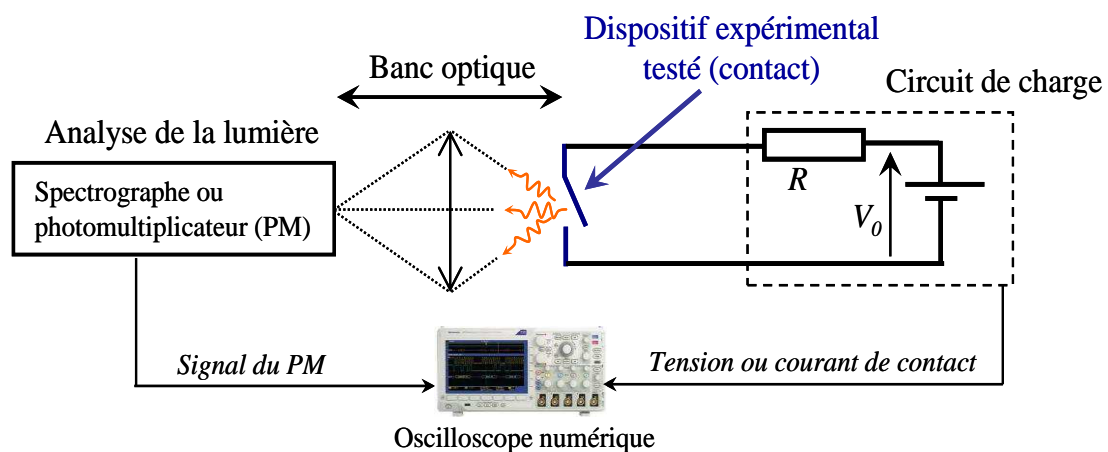 Dispositif expérimental
testé (contact)
Banc optique
Circuit de charge
Analyse de la lumière
Spectrographe ou
photomultiplicateur (PM)
R
V0
Signal du PM
Tension ou courant de contact
Oscilloscope numérique